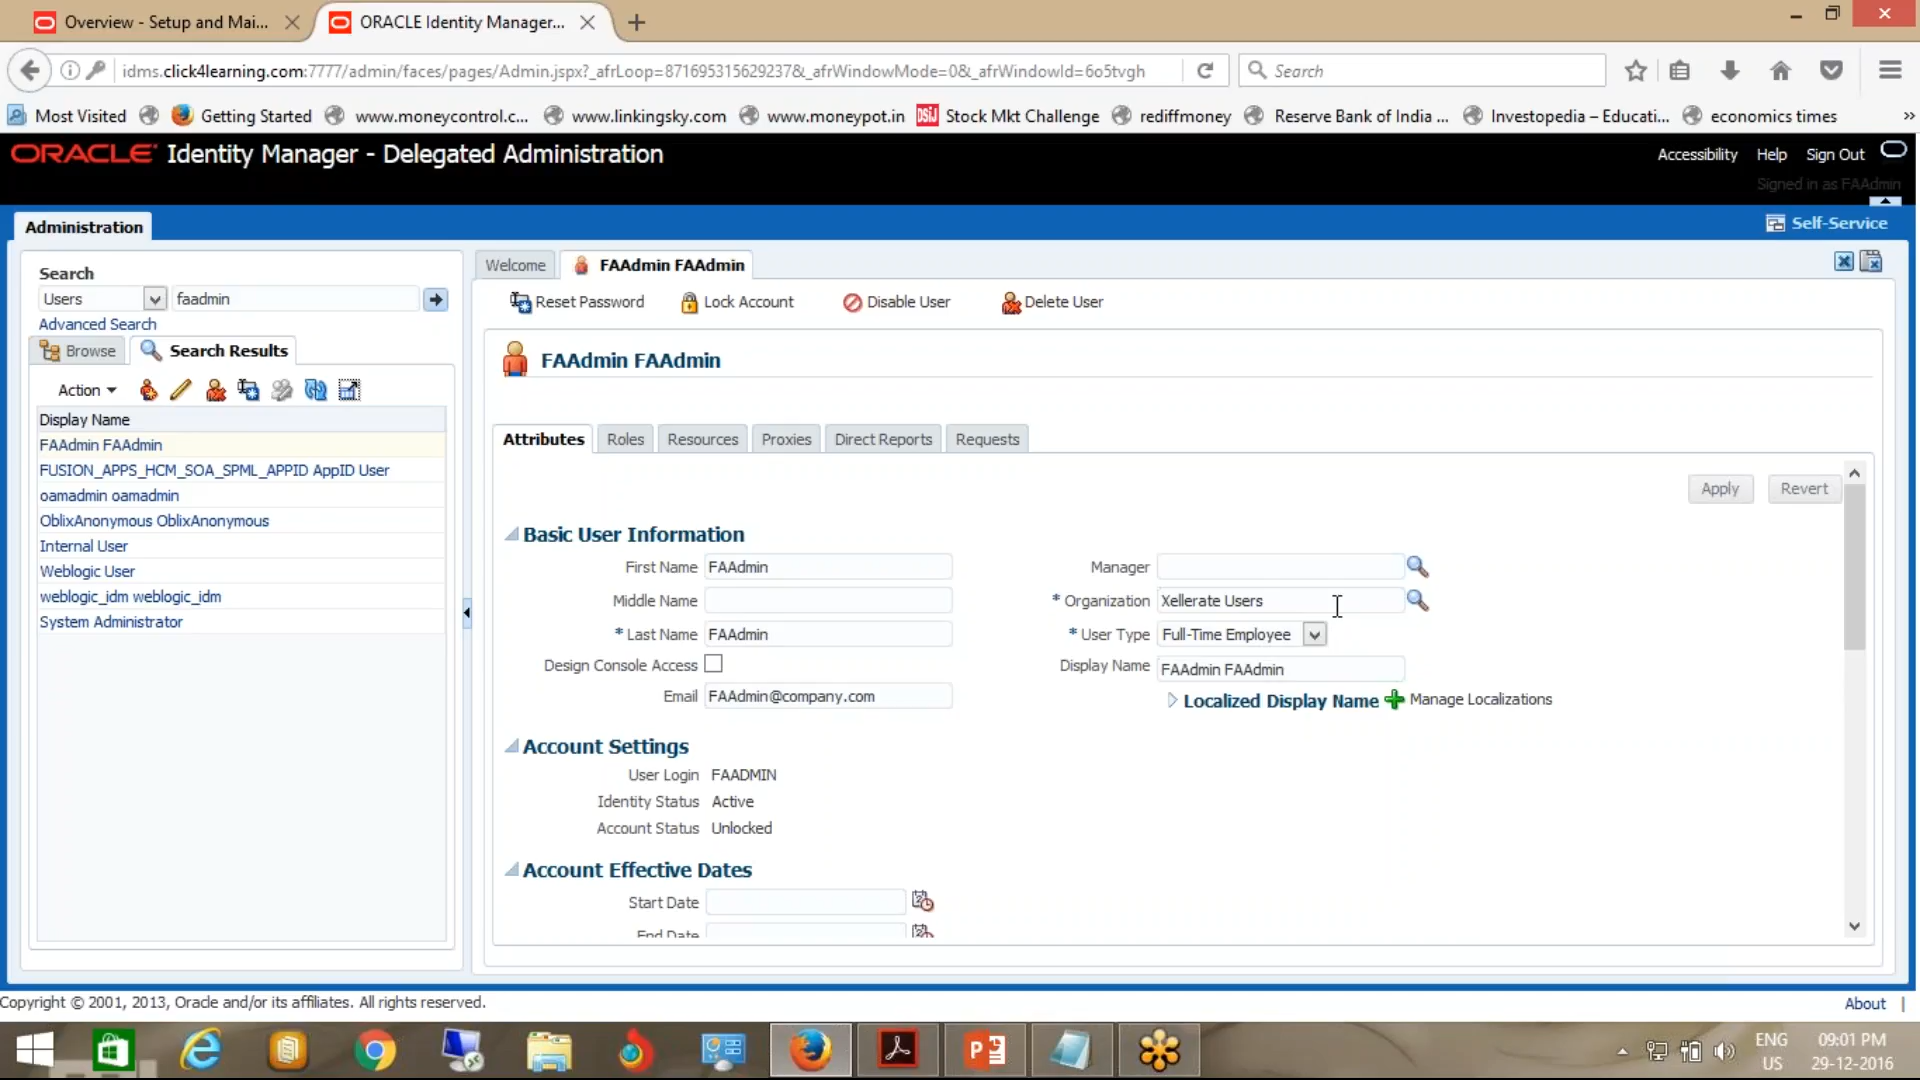 Overview - Setup and Mai...
ORACLE Identity Manager...
idms.click4learning.com:7777/admin/faces/pages/Admin.jspx?_afrLoop=871695315629237&_afrWindowMode=0&_afrWindowId=6o5tvgh
Search
Most Visited
Getting Started
www.moneycontrol.c...
www.linkingsky.com
www.moneypot.in
DSIJ
Stock Mkt Challenge
rediffmoney
Reserve Bank of India ...
Investopedia – Educati...
economics times
»
ORACLE Identity Manager - Delegated Administration
Accessibility
Help
Sign Out
Signed in as FAAdmin
Administration
Self-Service
Search
Users
faadmin
Advanced Search
Browse
Search Results
Action
Display Name
FAAdmin FAAdmin
FUSION_APPS_HCM_SOA_SPML_APPID AppID User
oamadmin oamadmin
OblixAnonymous OblixAnonymous
Internal User
Weblogic User
weblogic_idm weblogic_idm
System Administrator
Welcome
FAAdmin FAAdmin
Reset Password
Lock Account
Disable User
Delete User
FAAdmin FAAdmin
Attributes
Roles
Resources
Proxies
Direct Reports
Requests
Apply
Revert
Basic User Information
First Name FAAdmin
Middle Name
* Last Name FAAdmin
Design Console Access
Email FAAdmin@company.com
Manager
* Organization Xellerate Users
* User Type Full-Time Employee
Display Name FAAdmin FAAdmin
Localized Display Name
Manage Localizations
Account Settings
User Login FAADMIN
Identity Status Active
Account Status Unlocked
Account Effective Dates
Start Date
End Date
Copyright © 2001, 2013, Oracle and/or its affiliates. All rights reserved.
About
ENG
US
09:01 PM
29-12-2016